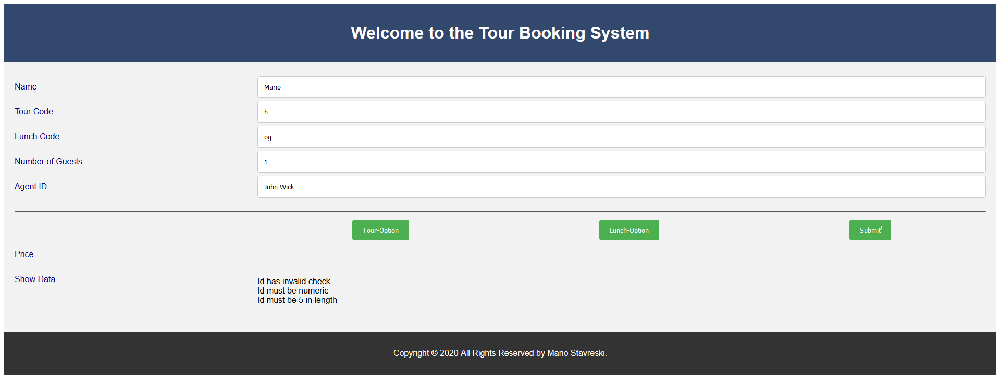 Welcome to the Tour Booking System
Name
Mario
Tour Code
h
Lunch Code
og
Number of Guests
1
Agent ID
John Wick
Tour-Option
Lunch-Option
Submit
Price
Show Data
Id has invalid check
Id must be numeric
Id must be 5 in length
Copyright © 2020 All Rights Reserved by Mario Stavreski.